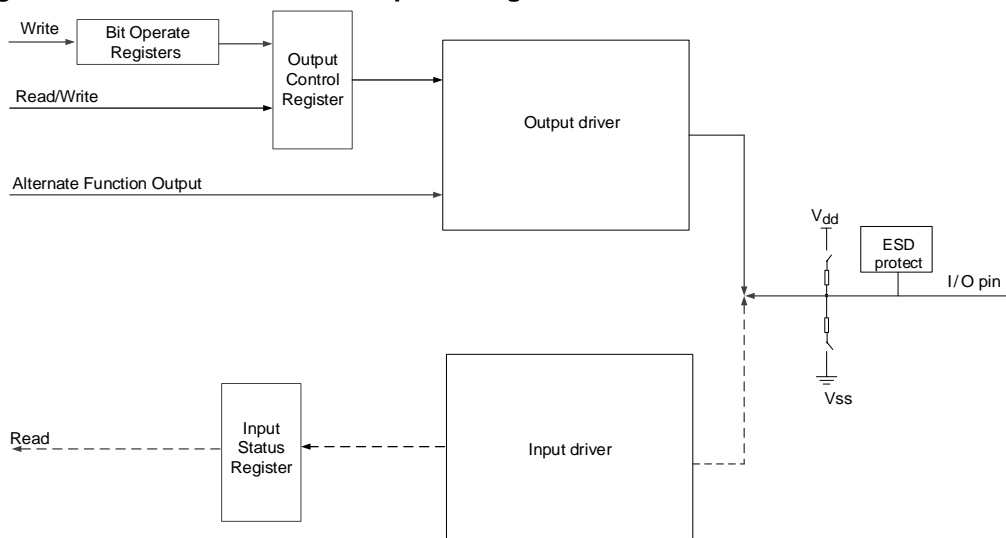 Write
Bit Operate
Registers
Output
Control
Register
Read/Write
Output driver
Alternate Function Output
Vdd
ESD
protect
I/O pin
Vss
Read
Input
Status
Register
Input driver